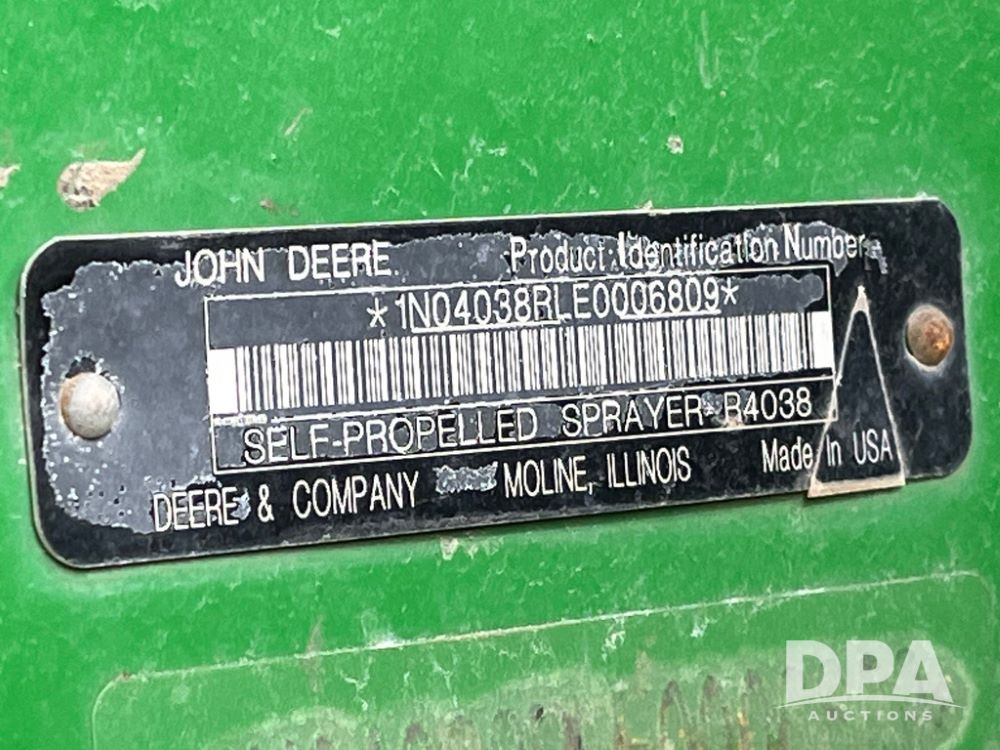 JOHN DEERE
Product Identification Number
*1N04038RLE0006809*
SELF-PROPELLED SPRAYER-R4038
DEERE & COMPANY MOLINE, ILLINOIS Made In USA
DPA
AUCTIONS